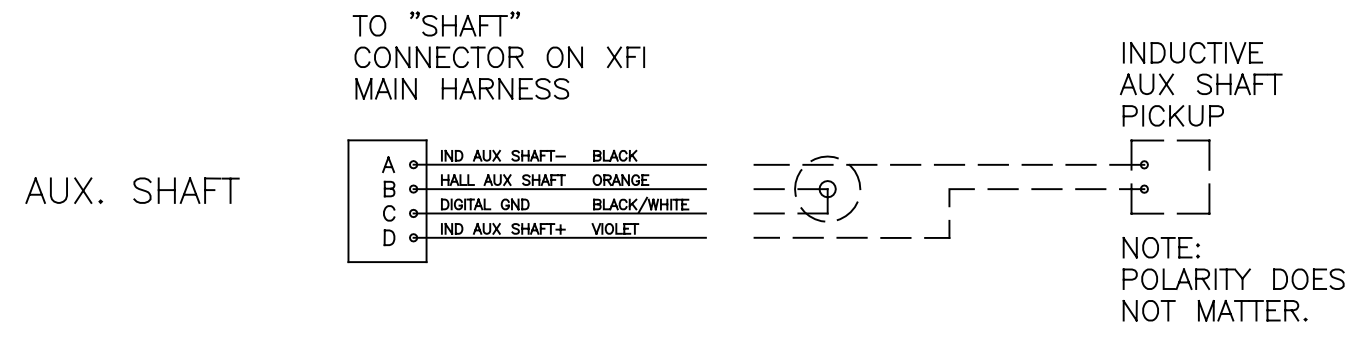 TO "SHAFT"
CONNECTOR ON XFI
MAIN HARNESS
INDUCTIVE
AUX SHAFT
PICKUP
AUX. SHAFT
A IND AUX SHAFT- BLACK
B HALL AUX SHAFT ORANGE
C DIGITAL GND BLACK/WHITE
D IND AUX SHAFT+ VIOLET
NOTE:
POLARITY DOES
NOT MATTER.